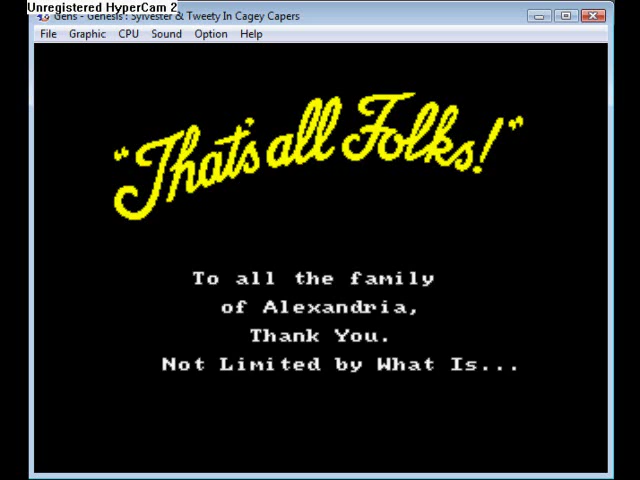 Unregistered HyperCam 2
Gens - Genesis : Sylvester & Tweety In Cagey Capers
File Graphic CPU Sound Option Help
"That's all Folks!"
To all the family
of Alexandria,
Thank You.
Not Limited by What Is...